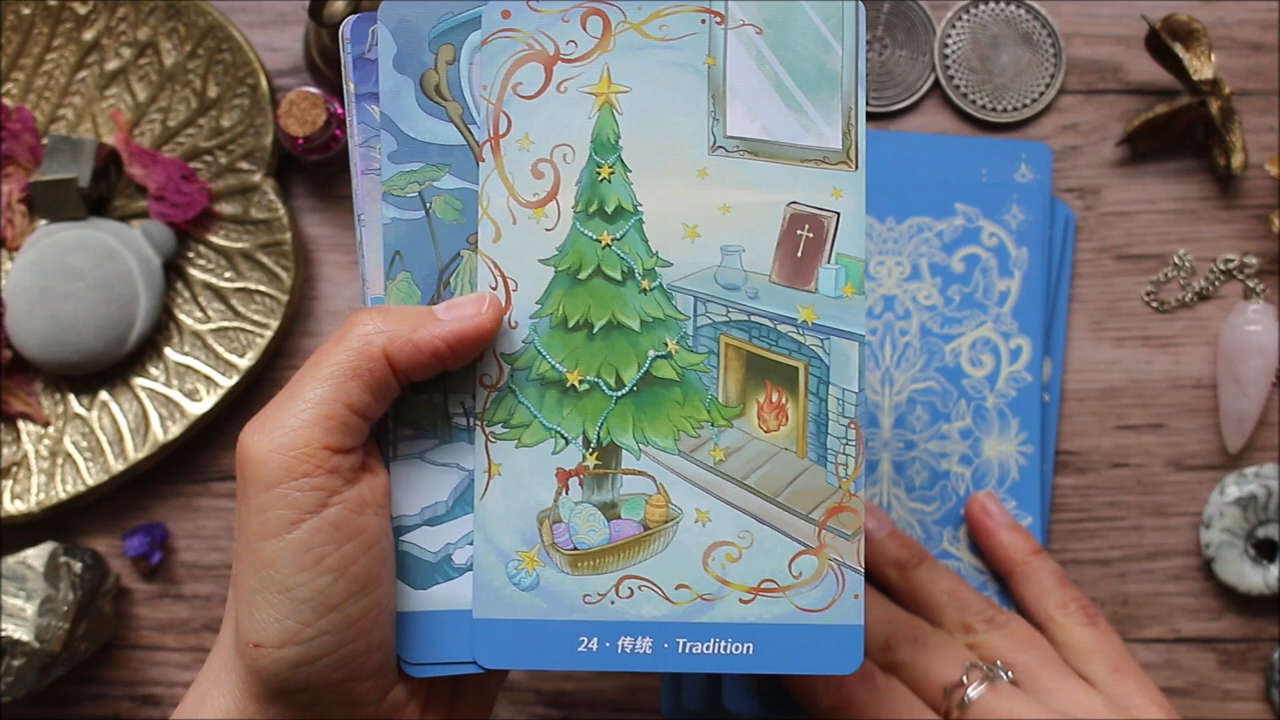 24 · 传统 · Tradition